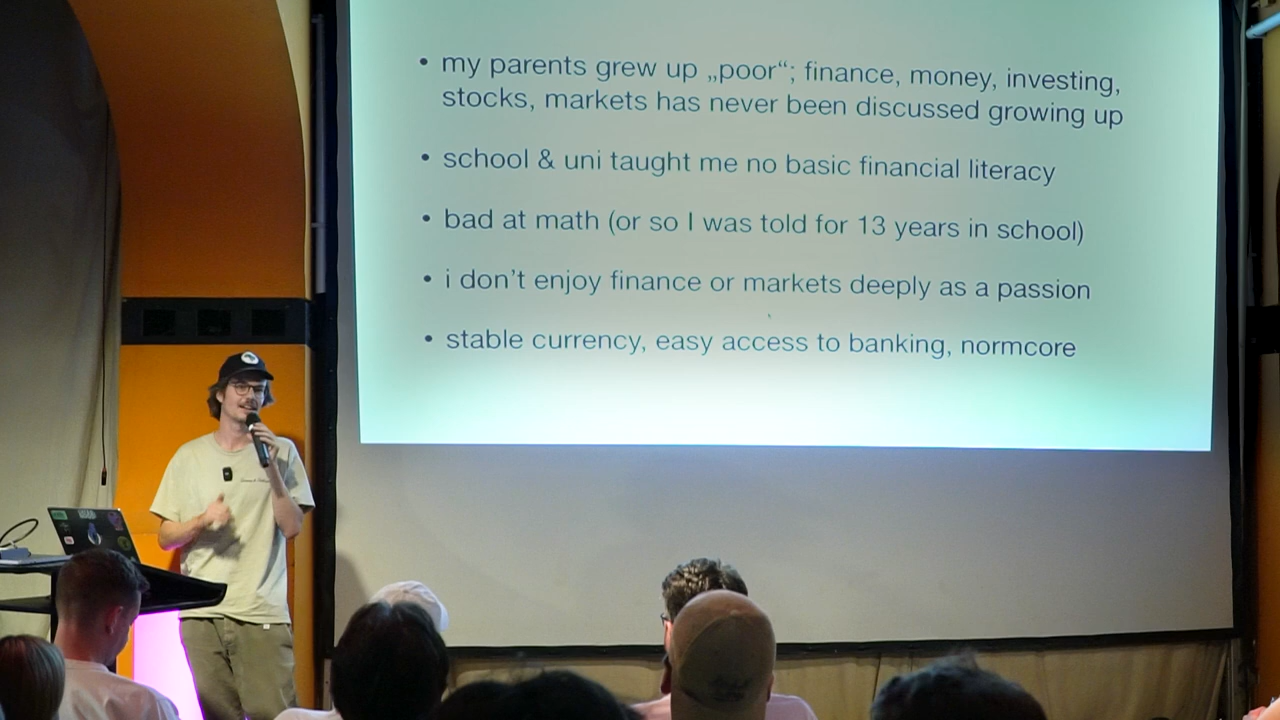 • my parents grew up „poor“; finance, money, investing,
stocks, markets has never been discussed growing up
• school & uni taught me no basic financial literacy
• bad at math (or so I was told for 13 years in school)
• i don’t enjoy finance or markets deeply as a passion
• stable currency, easy access to banking, normcore